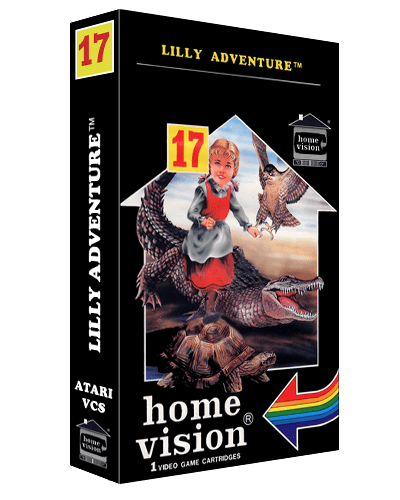 17
LILLY ADVENTURE™
ATARI
VCS
home
vision
LILLY ADVENTURE™
17
home
vision
home
vision®
1 VIDEO GAME CARTRIDGES